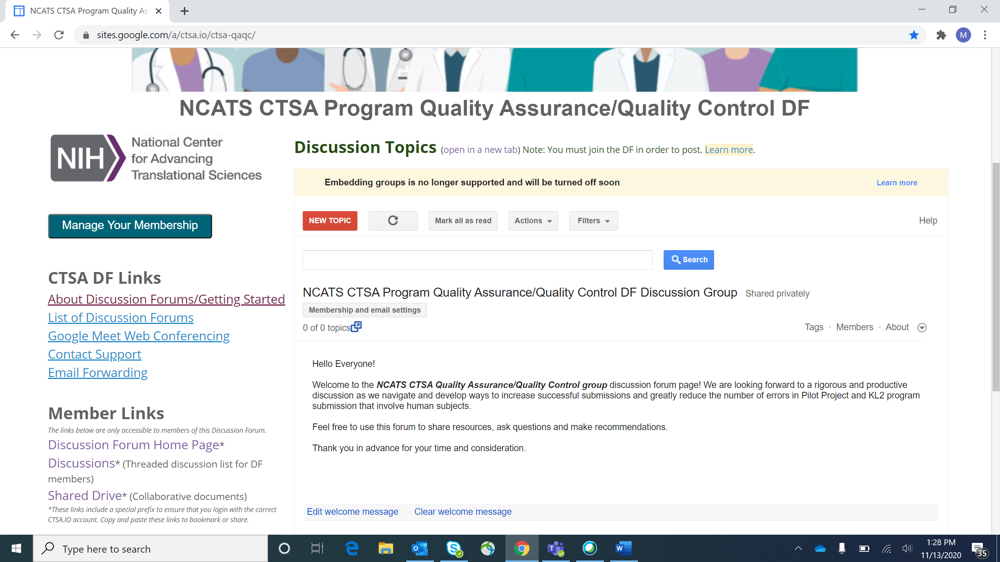 NCATS CTSA Program Quality As
sites.google.com/a/ctsa.io/ctsa-qaqc/
M
NCATS CTSA Program Quality Assurance/Quality Control DF
NIH
National Center
for Advancing
Translational Sciences
Manage Your Membership
CTSA DF Links
About Discussion Forums/Getting Started
List of Discussion Forums
Google Meet Web Conferencing
Contact Support
Email Forwarding
Member Links
The links below are only accessible to members of this Discussion Forum.
Discussion Forum Home Page*
Discussions* (Threaded discussion list for DF
members)
Shared Drive* (Collaborative documents)
*These links include a special prefix to ensure that you login with the correct
CTSA.IO account. Copy and paste these links to bookmark or share.
Discussion Topics (open in a new tab) Note: You must join the DF in order to post. Learn more.
Embedding groups is no longer supported and will be turned off soon Learn more
NEW TOPIC Mark all as read Actions Filters Help
Search
NCATS CTSA Program Quality Assurance/Quality Control DF Discussion Group Shared privately
Membership and email settings
0 of 0 topics Tags · Members · About
Hello Everyone!
Welcome to the NCATS CTSA Quality Assurance/Quality Control group discussion forum page! We are looking forward to a rigorous and productive
discussion as we navigate and develop ways to increase successful submissions and greatly reduce the number of errors in Pilot Project and KL2 program
submission that involve human subjects.
Feel free to use this forum to share resources, ask questions and make recommendations.
Thank you in advance for your time and consideration.
Edit welcome message Clear welcome message
Type here to search
1:28 PM
11/13/2020
35